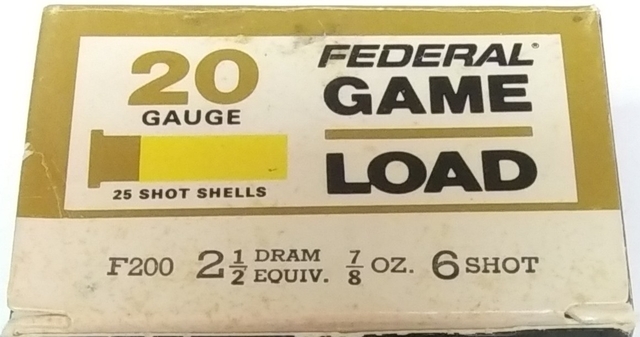 20
GAUGE
25 SHOT SHELLS
FEDERAL®
GAME
LOAD
F200 2 1/2 DRAM EQUIV. 7/8 OZ. 6 SHOT